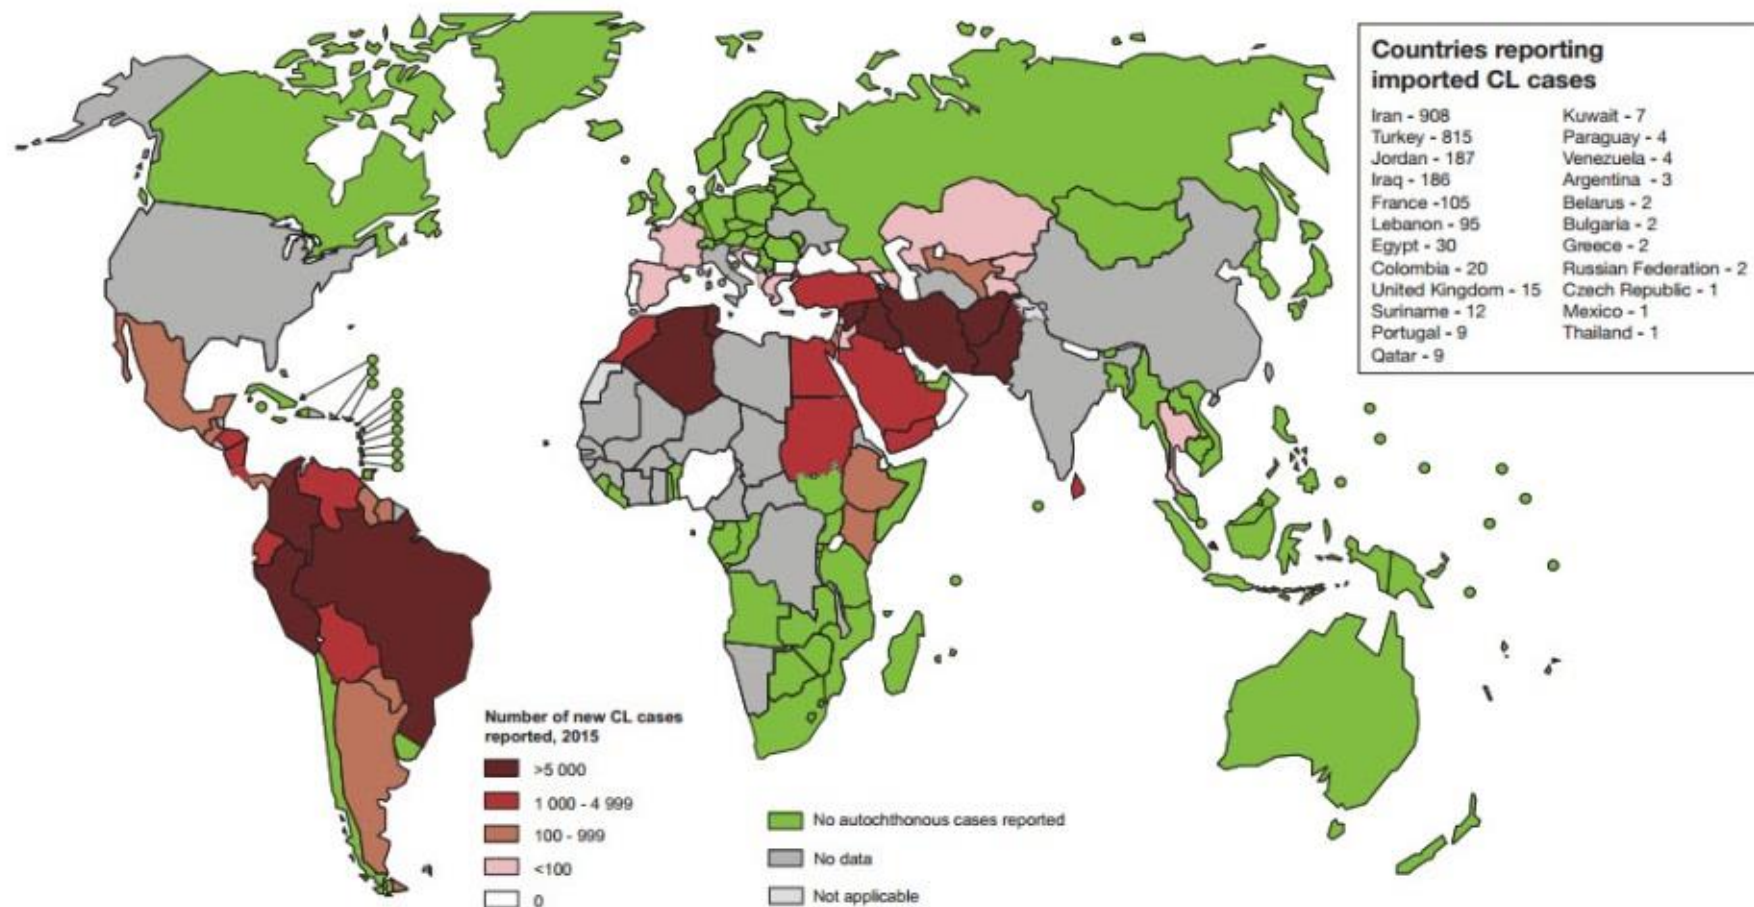 Countries reporting
imported CL cases
Iran - 908
Turkey - 815
Jordan - 187
Iraq - 186
France -105
Lebanon - 95
Egypt - 30
Colombia - 20
United Kingdom - 15
Suriname - 12
Portugal - 9
Qatar - 9
Kuwait - 7
Paraguay - 4
Venezuela - 4
Argentina - 3
Belarus - 2
Bulgaria - 2
Greece - 2
Russian Federation - 2
Czech Republic - 1
Mexico - 1
Thailand - 1
Number of new CL cases
reported, 2015
>5 000
1 000 - 4 999
100 - 999
<100
0
No autochthonous cases reported
No data
Not applicable